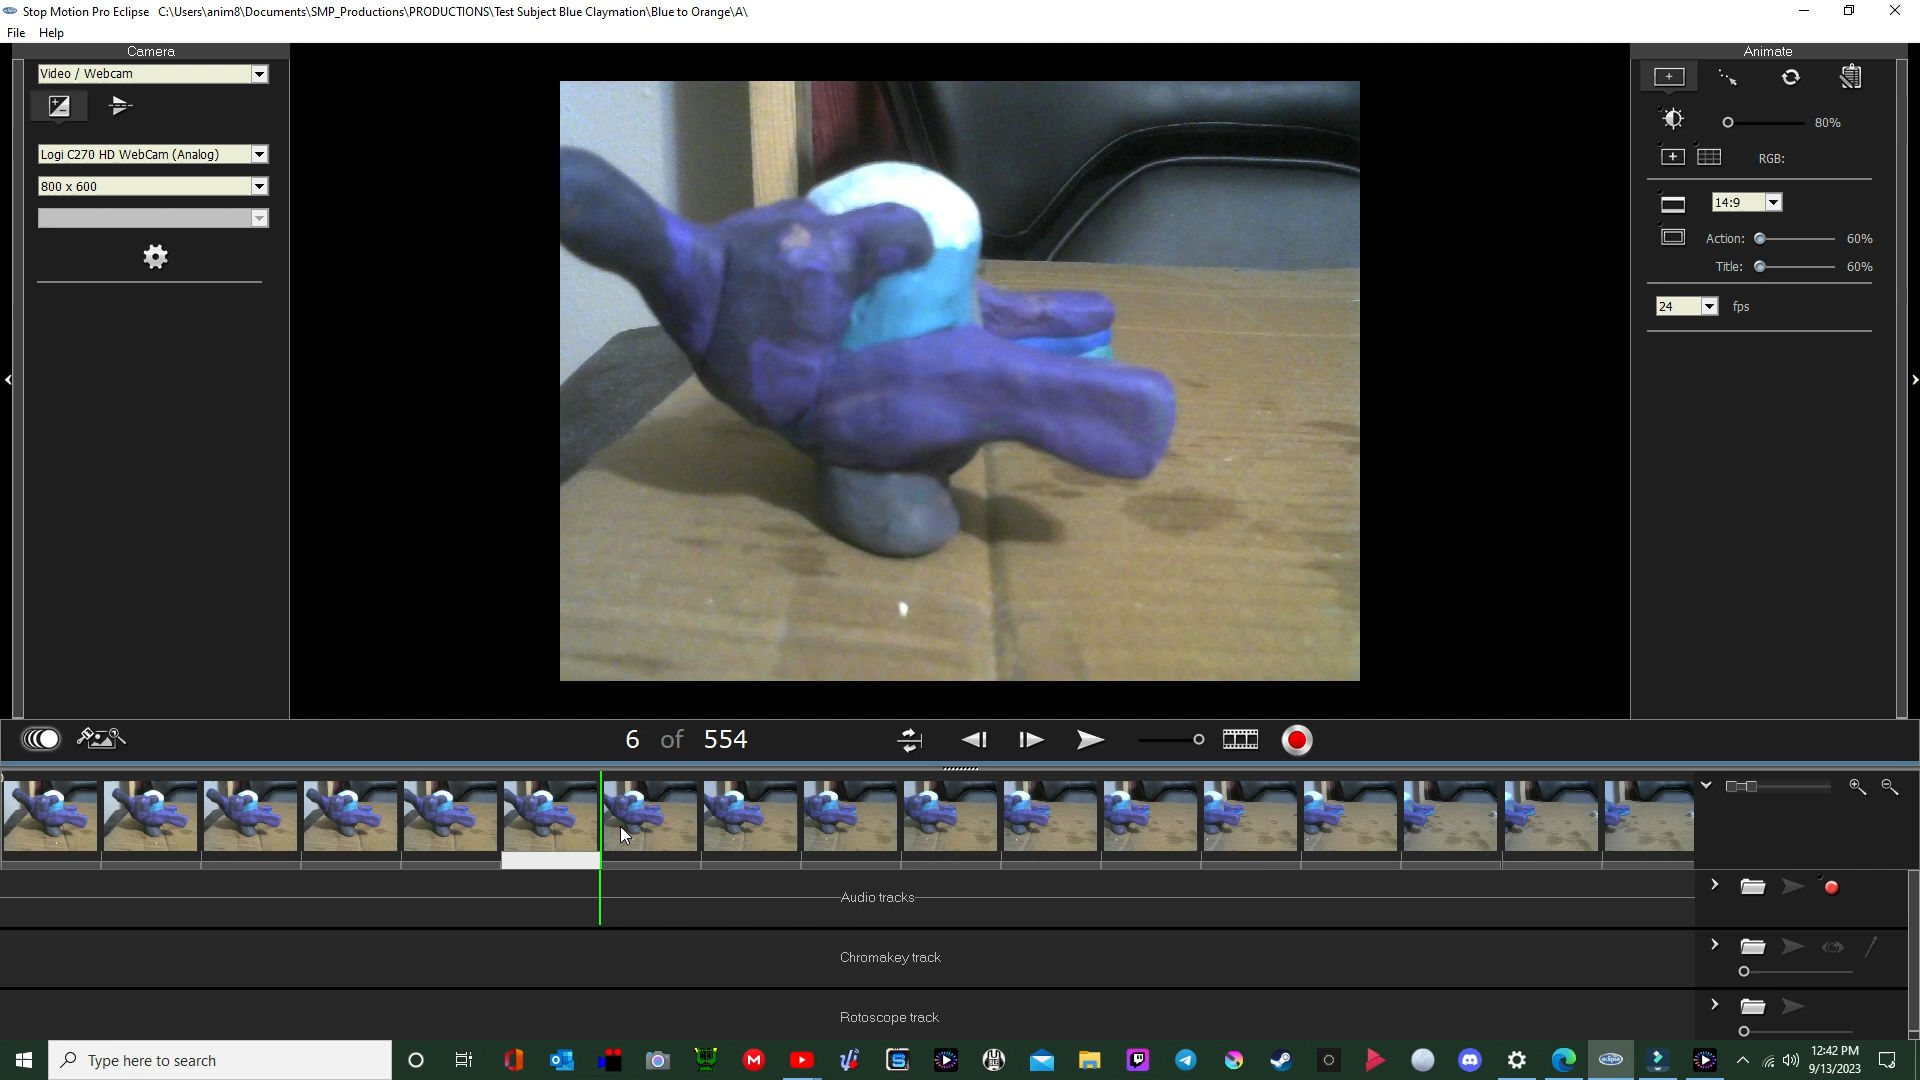 Stop Motion Pro Eclipse C:\Users\anim8\Documents\SMP_Productions\PRODUCTIONS\Test Subject Blue Claymation\Blue to Orange\A\
File Help
Camera
Animate
Video / Webcam
Logi C270 HD WebCam (Analog)
800 x 600
80%
RGB:
14:9
Action: 60%
Title: 60%
24 fps
6 of 554
Audio tracks
Chromakey track
Rotoscope track
Type here to search
eclipse
12:42 PM
9/13/2023